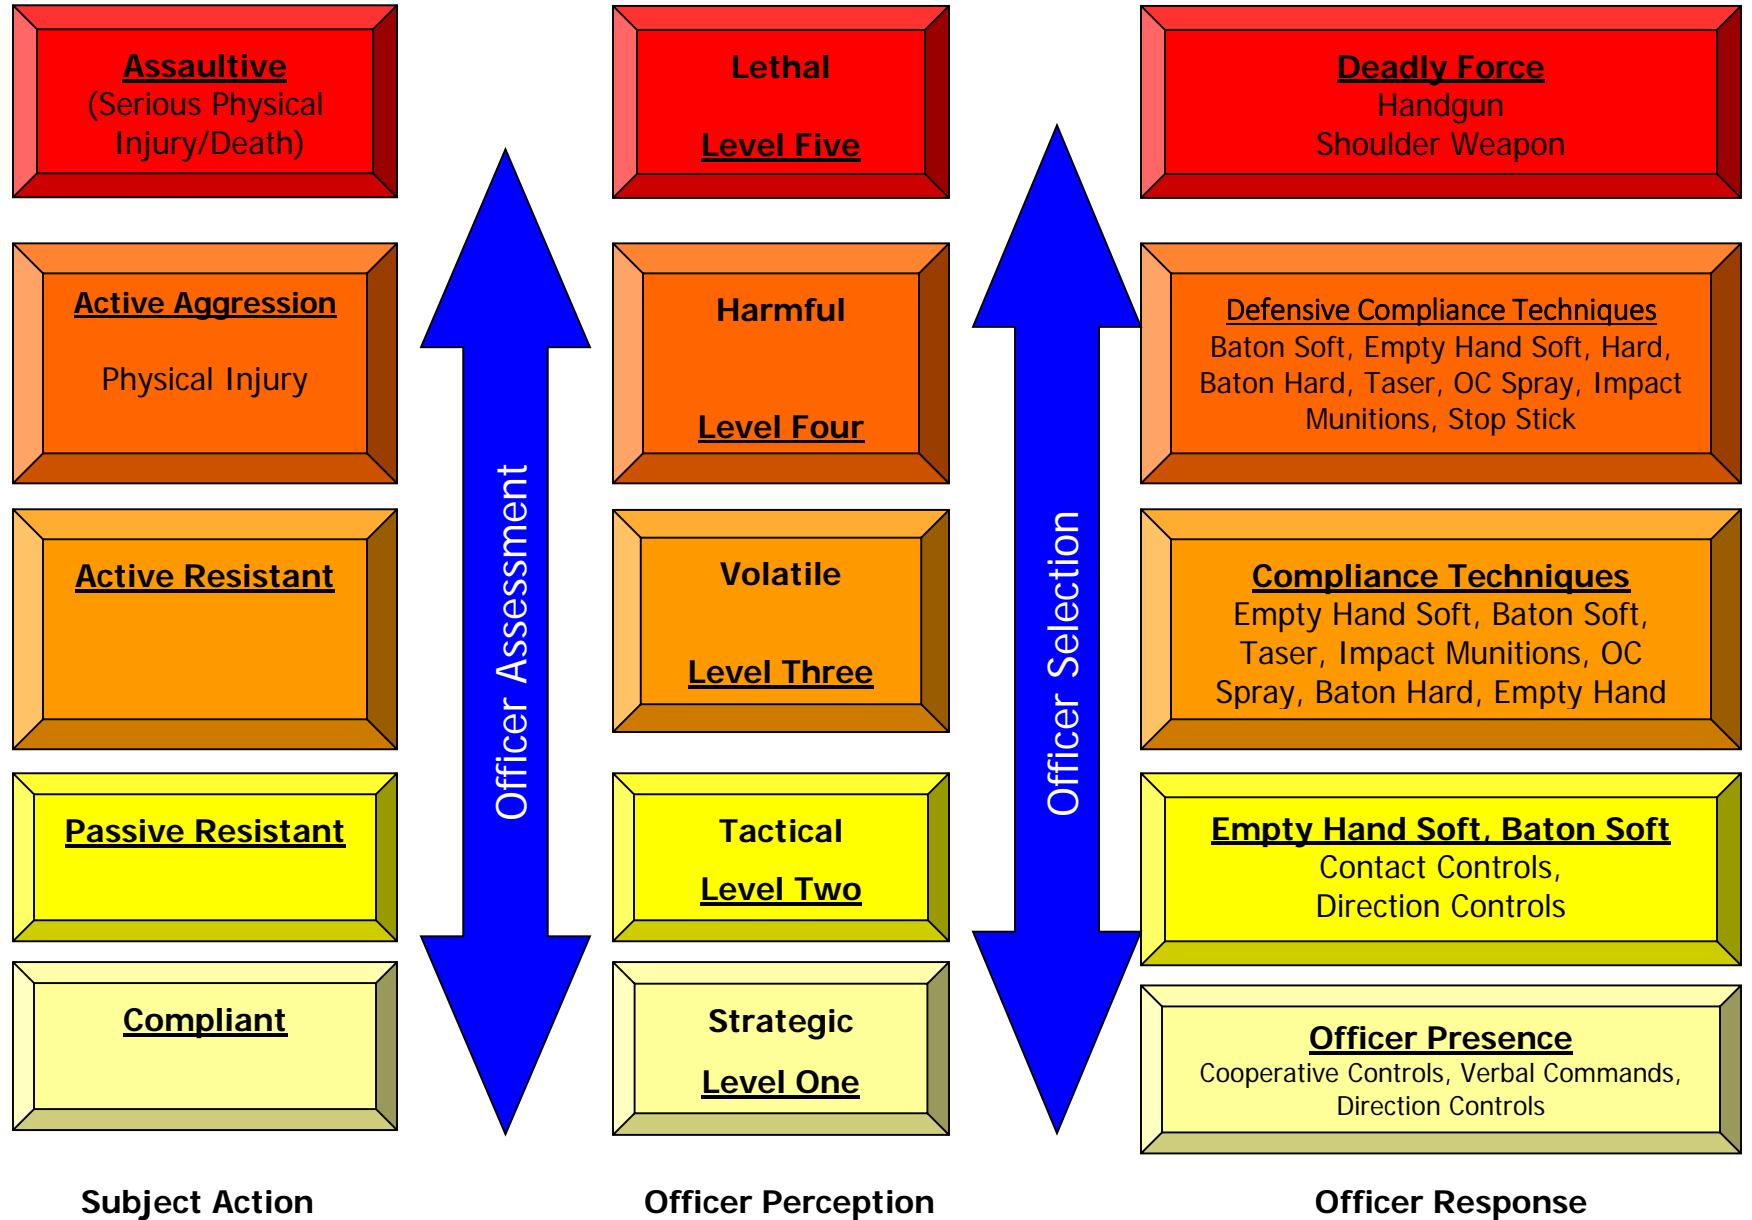 Assaultive
(Serious Physical
Injury/Death)
Lethal
Level Five
Deadly Force
Handgun
Shoulder Weapon
Active Aggression
Physical Injury
Harmful
Level Four
Defensive Compliance Techniques
Baton Soft, Empty Hand Soft, Hard,
Baton Hard, Taser, OC Spray, Impact
Munitions, Stop Stick
Officer Assessment
Officer Selection
Active Resistant
Volatile
Level Three
Compliance Techniques
Empty Hand Soft, Baton Soft,
Taser, Impact Munitions, OC
Spray, Baton Hard, Empty Hand
Passive Resistant
Tactical
Level Two
Empty Hand Soft, Baton Soft
Contact Controls,
Direction Controls
Compliant
Strategic
Level One
Officer Presence
Cooperative Controls, Verbal Commands,
Direction Controls
Subject Action
Officer Perception
Officer Response